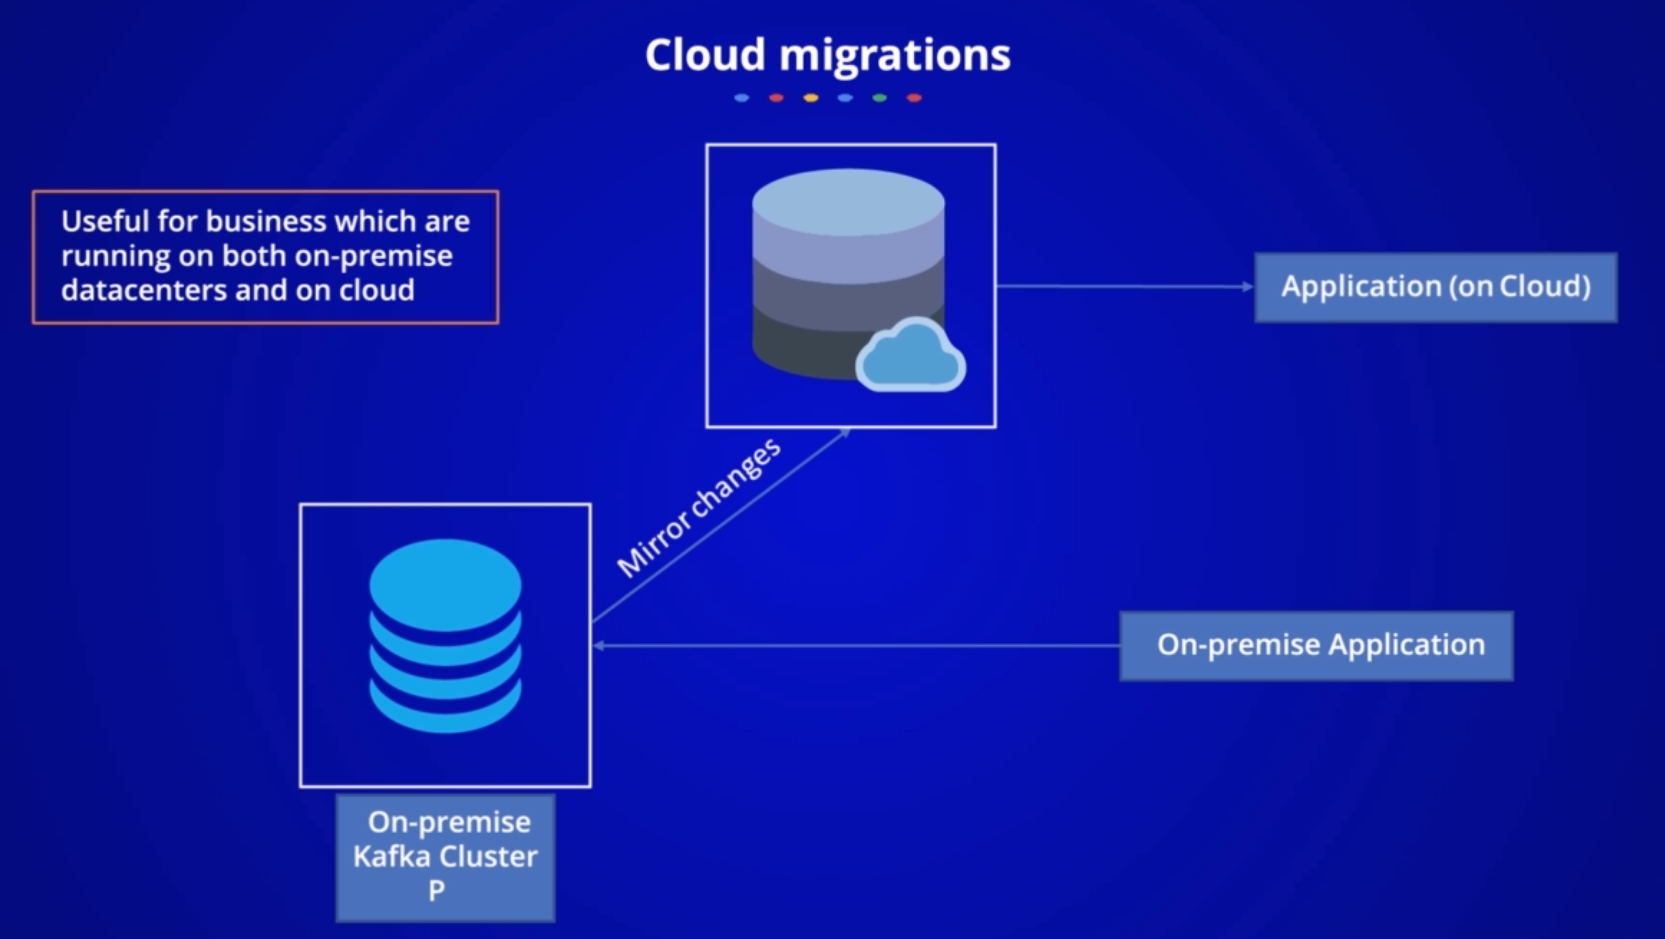 Cloud migrations
Useful for business which are
running on both on-premise
datacenters and on cloud
Application (on Cloud)
Mirror changes
On-premise Application
On-premise
Kafka Cluster
P